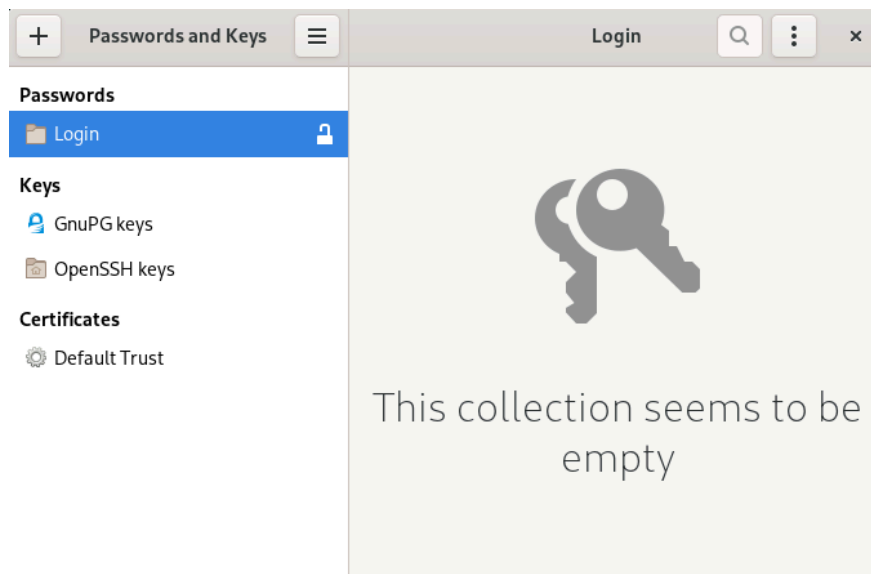 Passwords and Keys
Login
Passwords
Login
Keys
GnuPG keys
OpenSSH keys
Certificates
Default Trust
This collection seems to be
empty